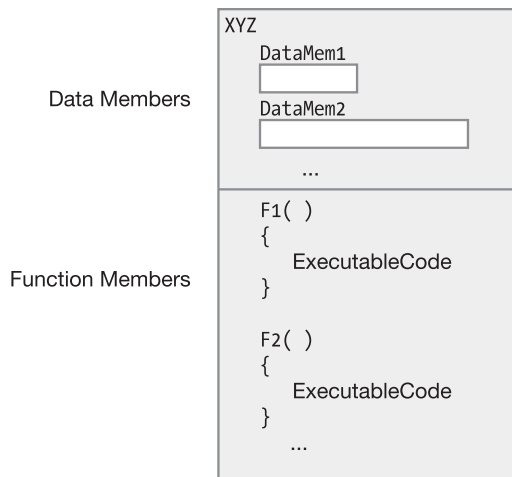 XYZ
DataMem1
Data Members
DataMem2
...
F1( )
{
ExecutableCode
Function Members
}
F2( )
{
ExecutableCode
}
...